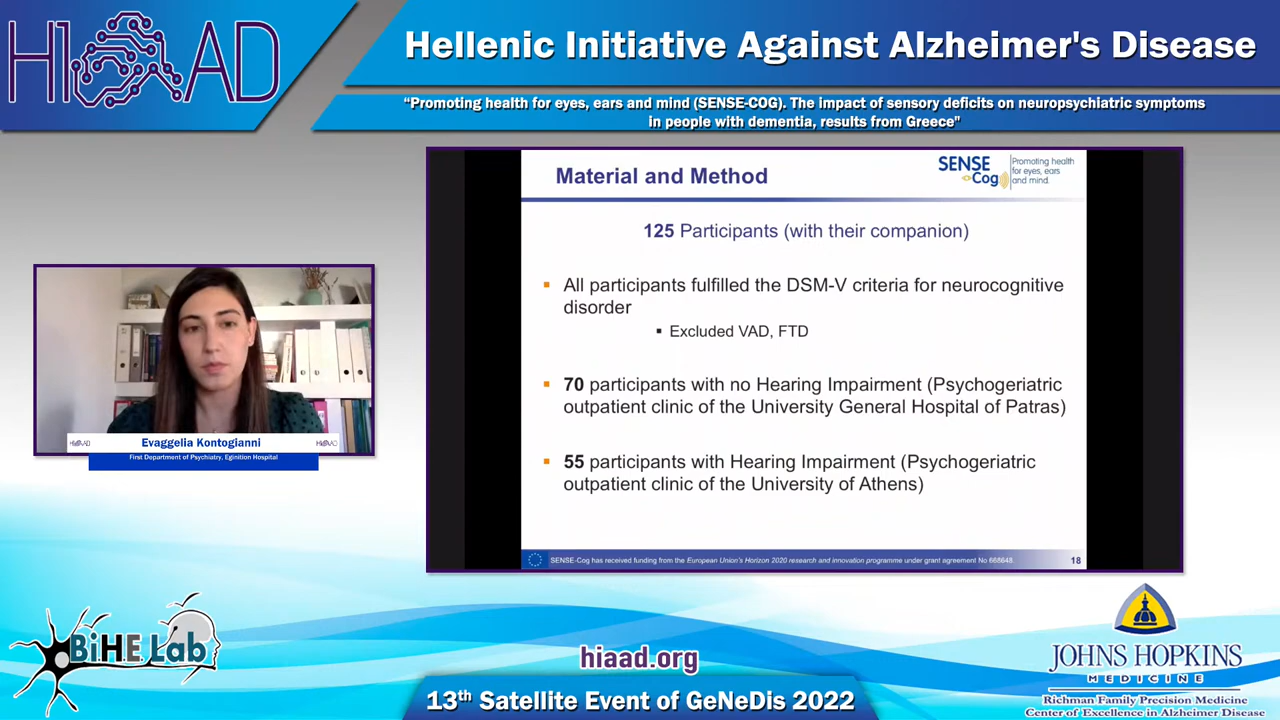 HIAAD
Hellenic Initiative Against Alzheimer's Disease
“Promoting health for eyes, ears and mind (SENSE-COG). The impact of sensory deficits on neuropsychiatric symptoms
in people with dementia, results from Greece”
Material and Method
SENSE
Cog
Promoting health
for eyes, ears
and mind.
125 Participants (with their companion)
▪ All participants fulfilled the DSM-V criteria for neurocognitive
disorder
▪ Excluded VAD, FTD
▪ 70 participants with no Hearing Impairment (Psychogeriatric
outpatient clinic of the University General Hospital of Patras)
▪ 55 participants with Hearing Impairment (Psychogeriatric
outpatient clinic of the University of Athens)
SENSE-Cog has received funding from the European Union's Horizon 2020 research and innovation programme under grant agreement No 668648
18
HIAAD
Evaggelia Kontogianni
HIAAD
First Department of Psychiatry, Eginition Hospital
BiHE Lab
hiaad.org
13th Satellite Event of GeNeDis 2022
JOHNS HOPKINS
MEDICINE
Richman Family Precision Medicine
Center of Excellence in Alzheimer Disease